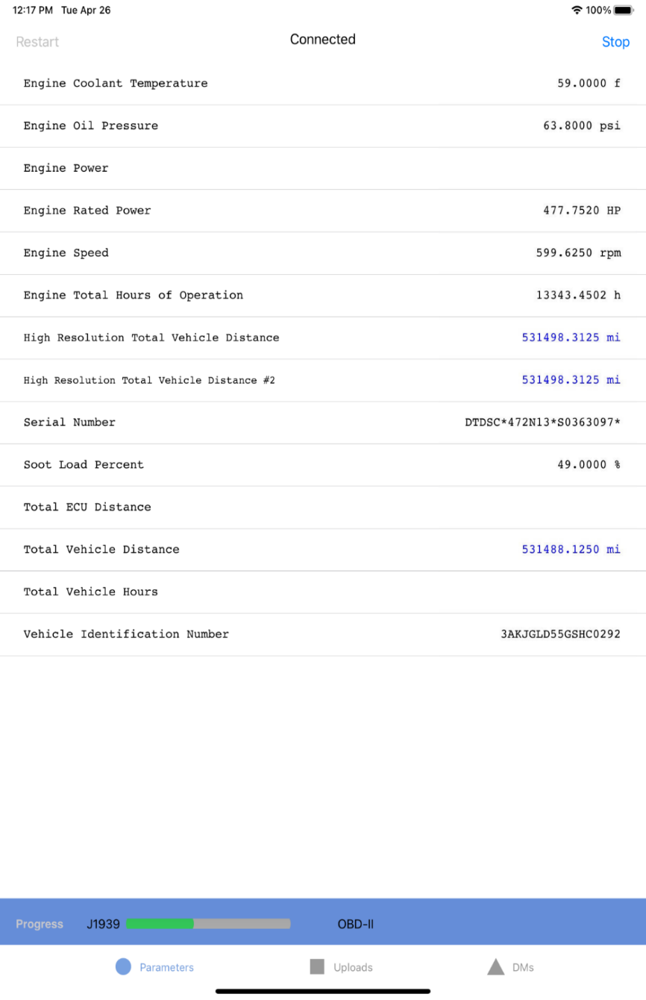 12:17 PM Tue Apr 26 100%
Restart Connected Stop
Engine Coolant Temperature 59.0000 f
Engine Oil Pressure 63.8000 psi
Engine Power
Engine Rated Power 477.7520 HP
Engine Speed 599.6250 rpm
Engine Total Hours of Operation 13343.4502 h
High Resolution Total Vehicle Distance 531498.3125 mi
High Resolution Total Vehicle Distance #2 531498.3125 mi
Serial Number DTDSC*472N13*S0363097*
Soot Load Percent 49.0000 %
Total ECU Distance
Total Vehicle Distance 531488.1250 mi
Total Vehicle Hours
Vehicle Identification Number 3AKJGLD55GSHC0292
Progress J1939 OBD-II
Parameters Uploads DMs